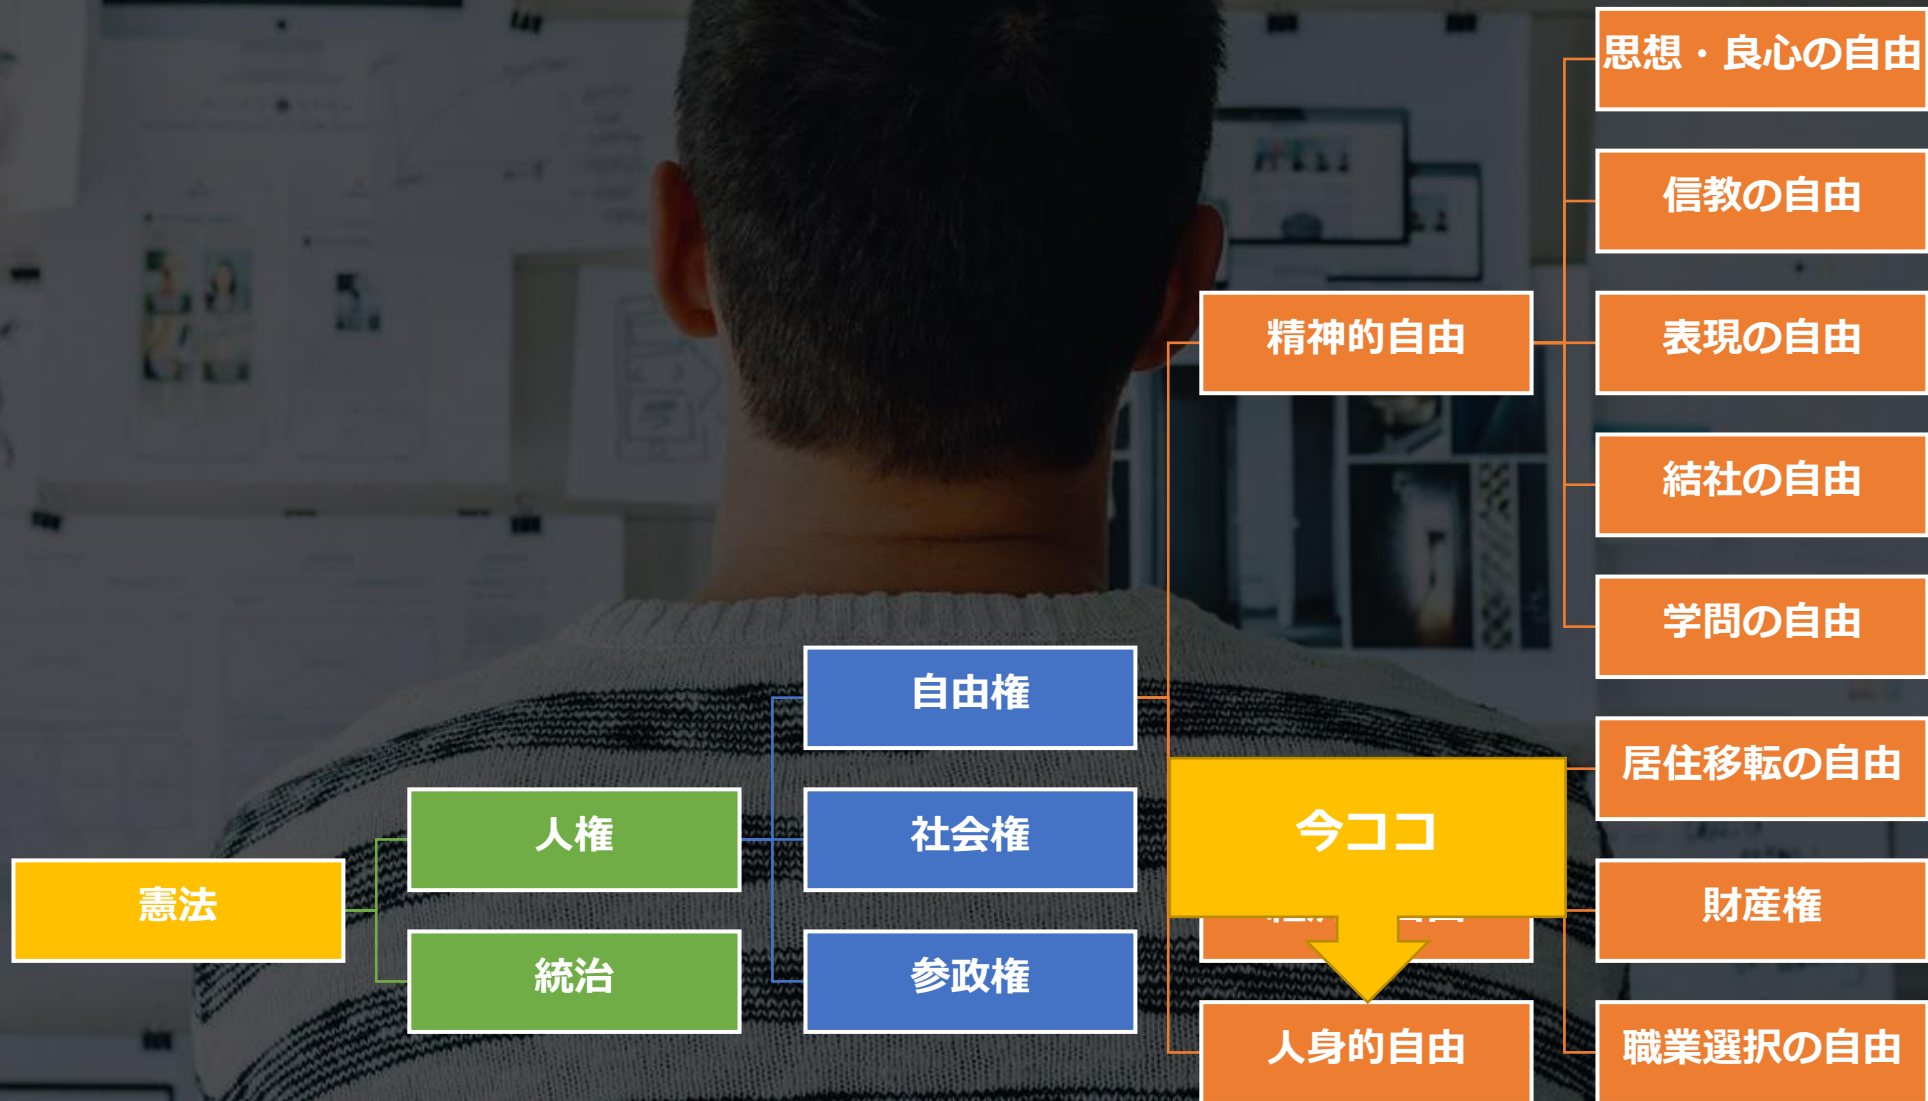 思想・良心の自由
信教の自由
精神的自由
表現の自由
結社の自由
学問の自由
自由権
居住移転の自由
人権
社会権
今ココ
憲法
財産権
統治
参政権
人身的自由
職業選択の自由